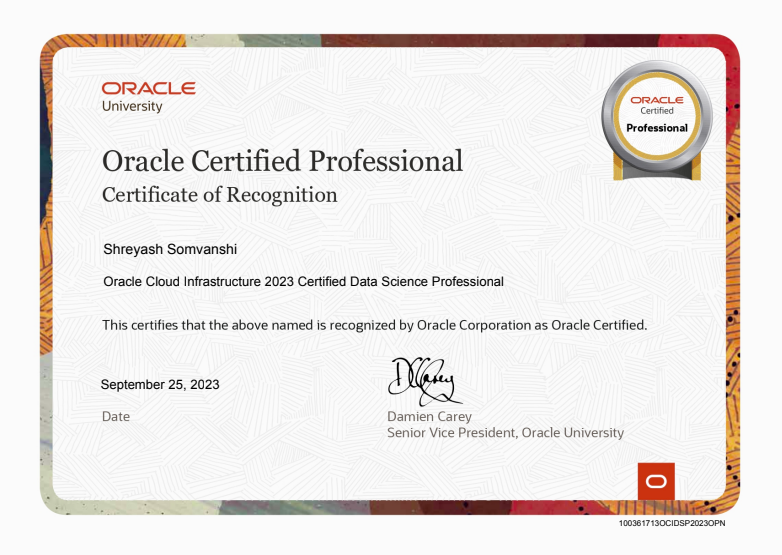 ORACLE
University
ORACLE
Certified
Professional
Oracle Certified Professional
Certificate of Recognition
Shreyash Somvanshi
Oracle Cloud Infrastructure 2023 Certified Data Science Professional
This certifies that the above named is recognized by Oracle Corporation as Oracle Certified.
DCarey
September 25, 2023
Date
Damien Carey
Senior Vice President, Oracle University
100361713OCIDSP2023OPN